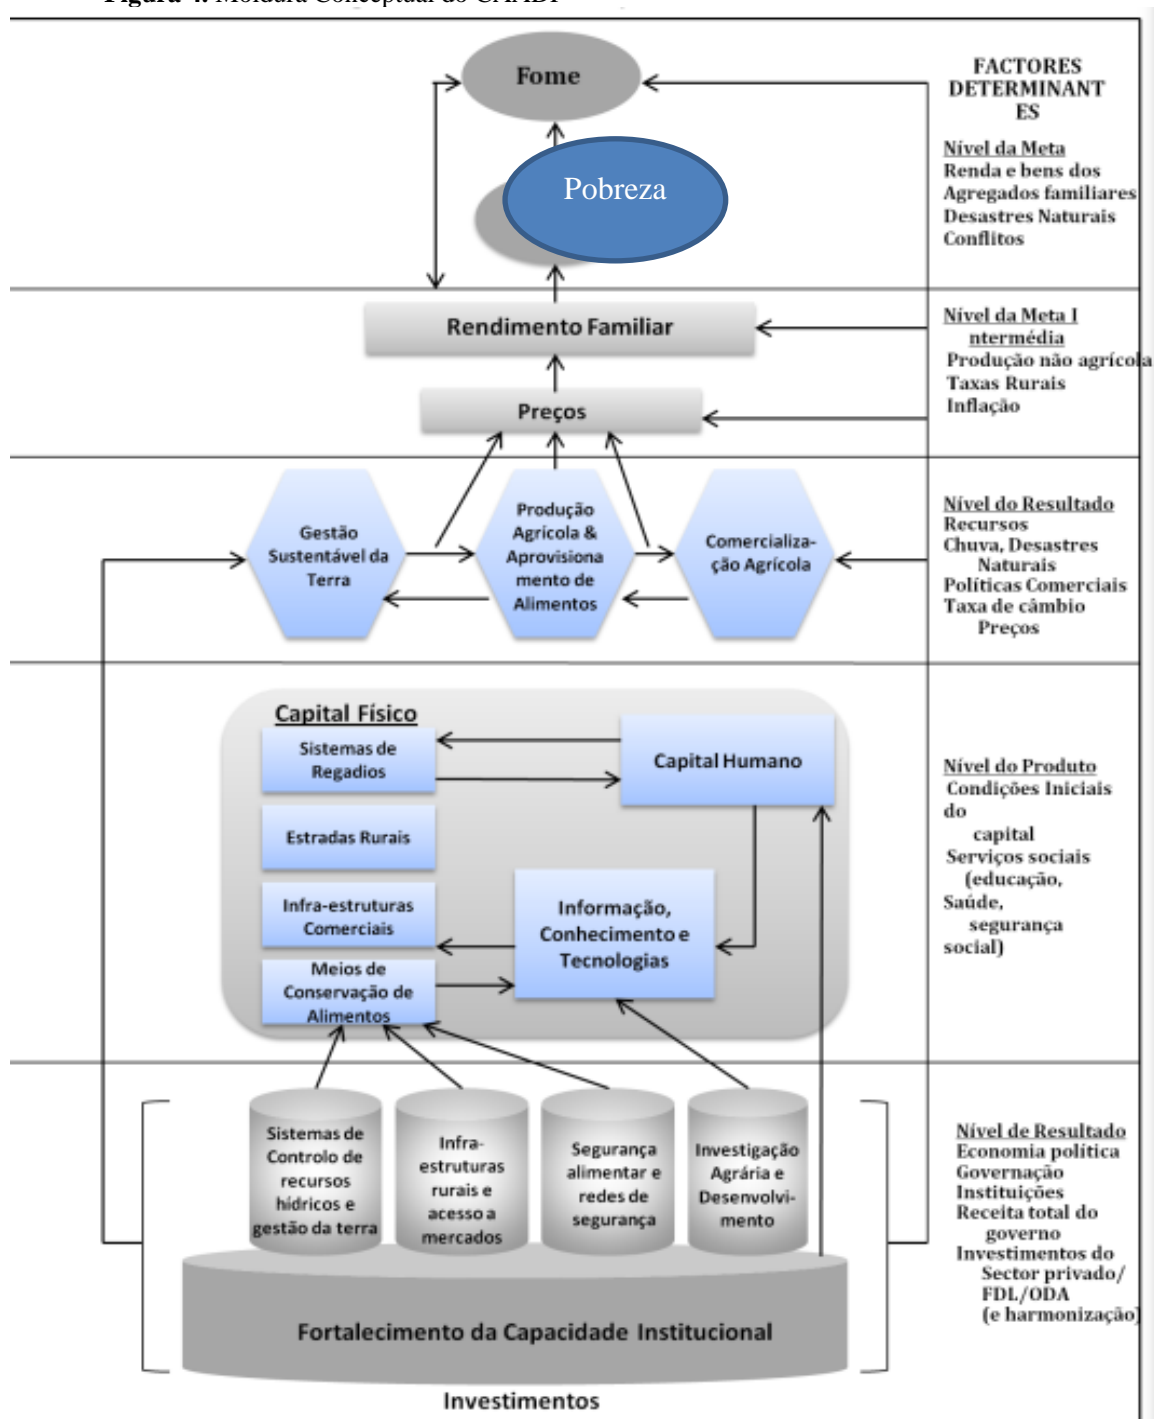 Figura 4. Moldura Conceptual do CAADP
Fome
Pobreza
Rendimento Familiar
Preços
Gestão
Sustentável da
Terra
Produção
Agrícola &
Aprovisiona
mento de
Alimentos
Comercializa-
ção Agrícola
Capital Físico
Sistemas de
Regadios
Estradas Rurais
Infra-estruturas
Comerciais
Meios de
Conservação de
Alimentos
Capital Humano
Informação,
Conhecimento e
Tecnologias
Sistemas de
Controlo de
recursos
hídricos e
gestão da terra
Infra-
estruturas
rurais e
acesso a
mercados
Segurança
alimentar e
redes de
segurança
Investigação
Agrária e
Desenvolvi-
mento
Fortalecimento da Capacidade Institucional
Investimentos
FACTORES
DETERMINANT
ES
Nível da Meta
Renda e bens dos
Agregados familiares
Desastres Naturais
Conflitos
Nível da Meta I
ntermédia
Produção não agrícola
Taxas Rurais
Inflação
Nível do Resultado
Recursos
Chuva, Desastres
Naturais
Políticas Comerciais
Taxa de câmbio
Preços
Nível do Produto
Condições Iniciais
do
capital
Serviços sociais
(educação,
Saúde,
segurança
social)
Nível de Resultado
Economia política
Governação
Instituições
Receita total do
governo
Investimentos do
Sector privado/
FDL/ODA
(e harmonização)